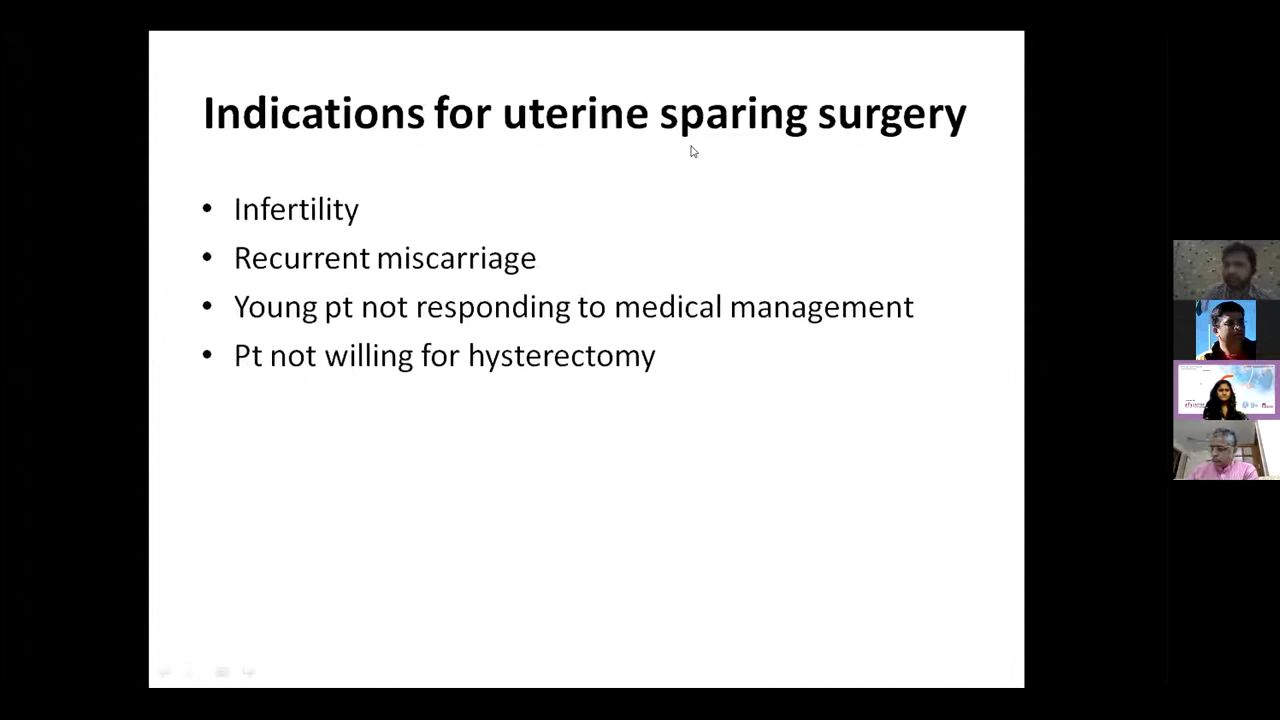 Indications for uterine sparing surgery
• Infertility
• Recurrent miscarriage
• Young pt not responding to medical management
• Pt not willing for hysterectomy